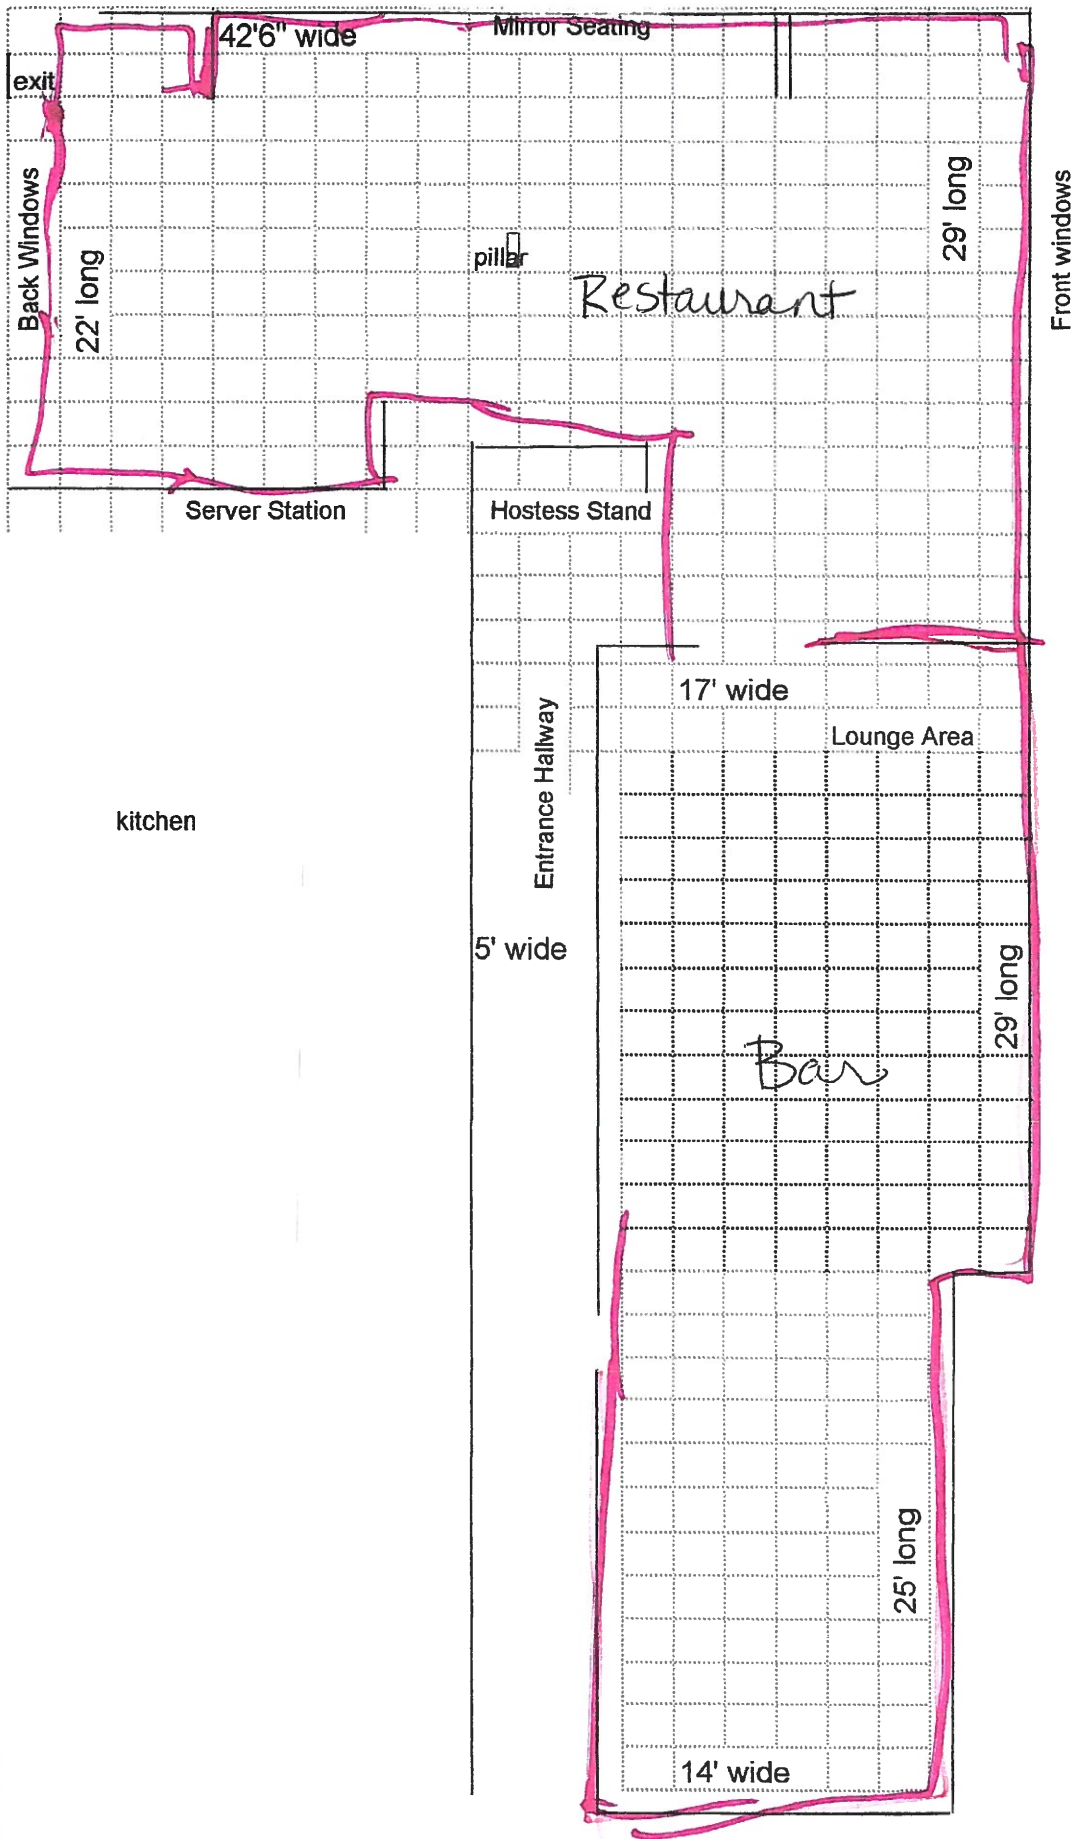 42'6" wide
Mirror Seating
exit
Back Windows
22' long
pillar
Restaurant
29' long
Front windows
Server Station
Hostess Stand
17' wide
Lounge Area
Entrance Hallway
kitchen
5' wide
29' long
Bar
25' long
14' wide